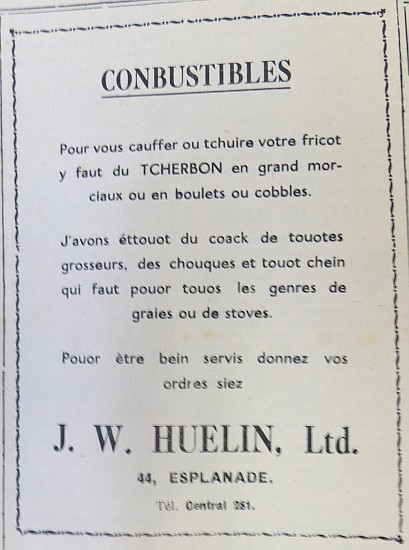 CONBUSTIBLES
Pour vous cauffer ou tchuire votre fricot
y faut du TCHERBON en grand mor-
ciaux ou en boulets ou cobbles.
J'avons éttouot du coack de touotes
grosseurs, des chouques et touot chein
qui faut pouor touos les genres de
graies ou de stoves.
Pouor ètre bein servis donnez vos
ordres siez
J. W. HUELIN, Ltd.
44, ESPLANADE.
Tél. Central 281.